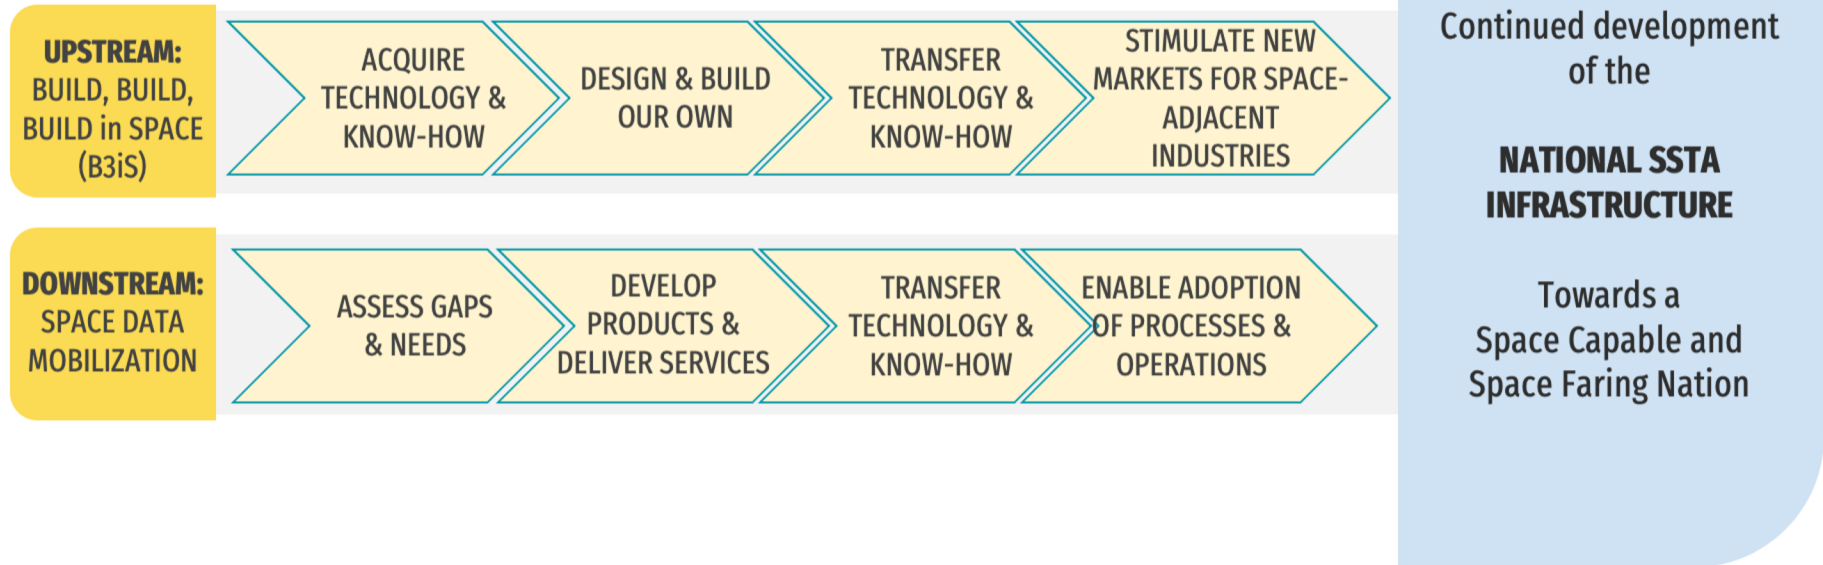 UPSTREAM:
BUILD, BUILD,
BUILD in SPACE
(B3iS)
ACQUIRE
TECHNOLOGY &
KNOW-HOW
DESIGN & BUILD
OUR OWN
TRANSFER
TECHNOLOGY &
KNOW-HOW
STIMULATE NEW
MARKETS FOR SPACE-
ADJACENT
INDUSTRIES
DOWNSTREAM:
SPACE DATA
MOBILIZATION
ASSESS GAPS
& NEEDS
DEVELOP
PRODUCTS &
DELIVER SERVICES
TRANSFER
TECHNOLOGY &
KNOW-HOW
ENABLE ADOPTION
OF PROCESSES &
OPERATIONS
Continued development
of the
NATIONAL SSTA
INFRASTRUCTURE
Towards a
Space Capable and
Space Faring Nation